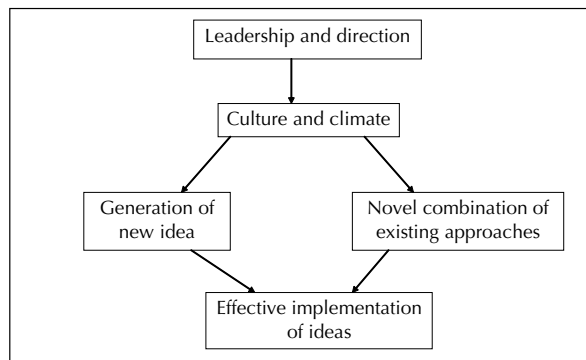 Leadership and direction
Culture and climate
Generation of
new idea
Novel combination of
existing approaches
Effective implementation
of ideas